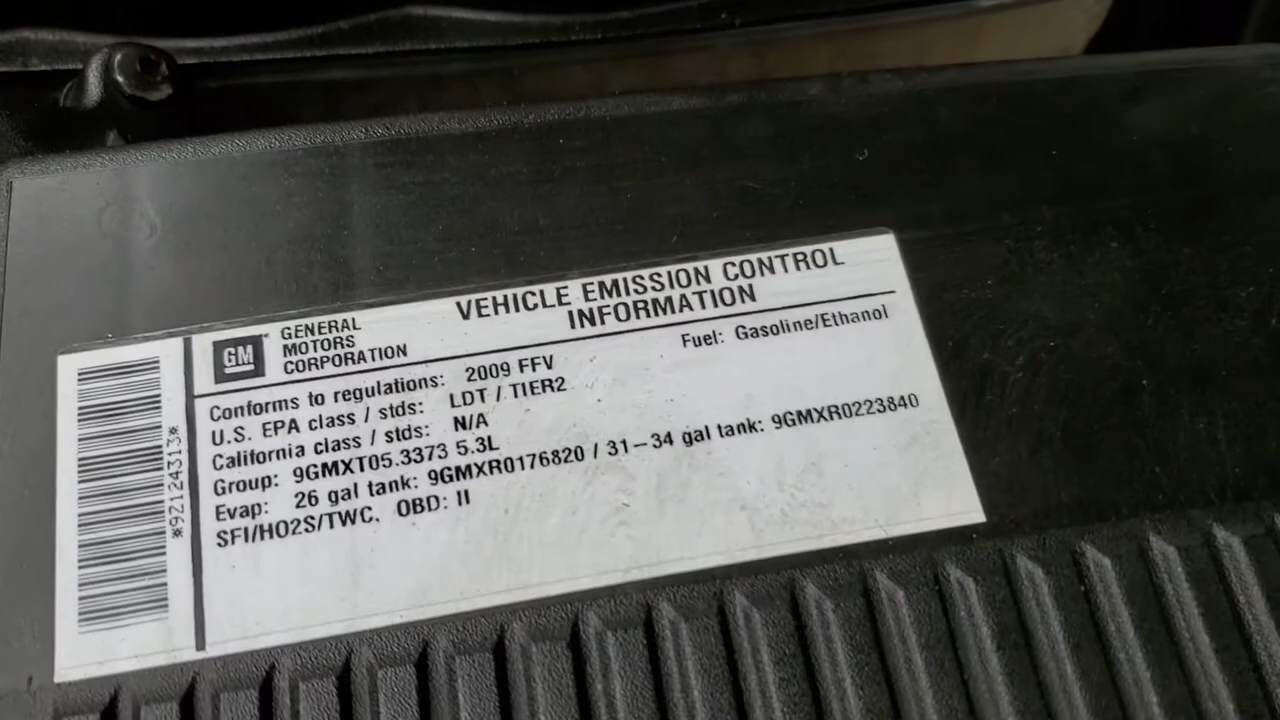 GM
GENERAL
MOTORS
CORPORATION
VEHICLE EMISSION CONTROL
INFORMATION
Conforms to regulations: 2009 FFV
Fuel: Gasoline/Ethanol
U.S. EPA class / stds: LDT / TIER2
California class / stds: N/A
Group: 9GMXT05.3373 5.3L
Evap: 26 gal tank: 9GMXR0176820 / 31-34 gal tank: 9GMXR0223840
SFI/HO2S/TWC, OBD: II
*92124313*